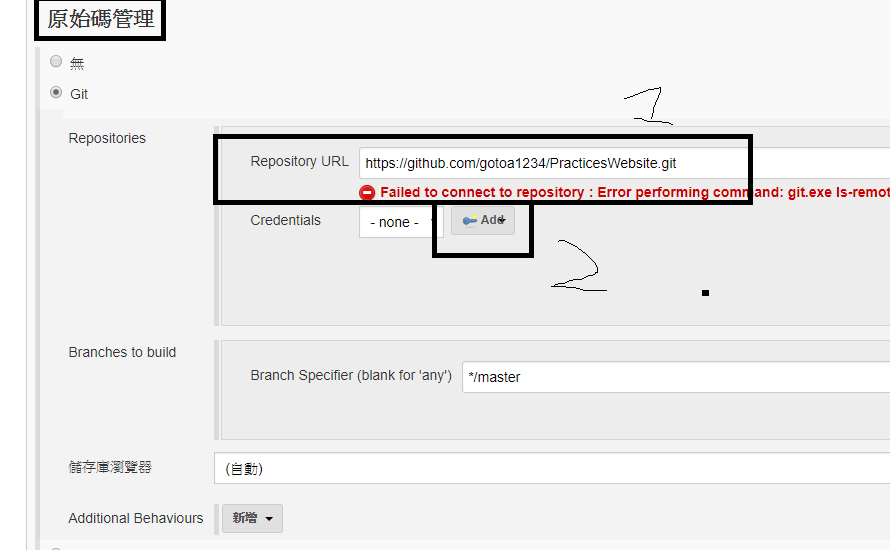 原始碼管理
無
Git
1
Repositories
Repository URL https://github.com/gotoa1234/PracticesWebsite.git
Failed to connect to repository : Error performing command: git.exe ls-remot
Credentials - none - Add
2
Branches to build
Branch Specifier (blank for 'any') */master
儲存庫瀏覽器 (自動)
Additional Behaviours 新增